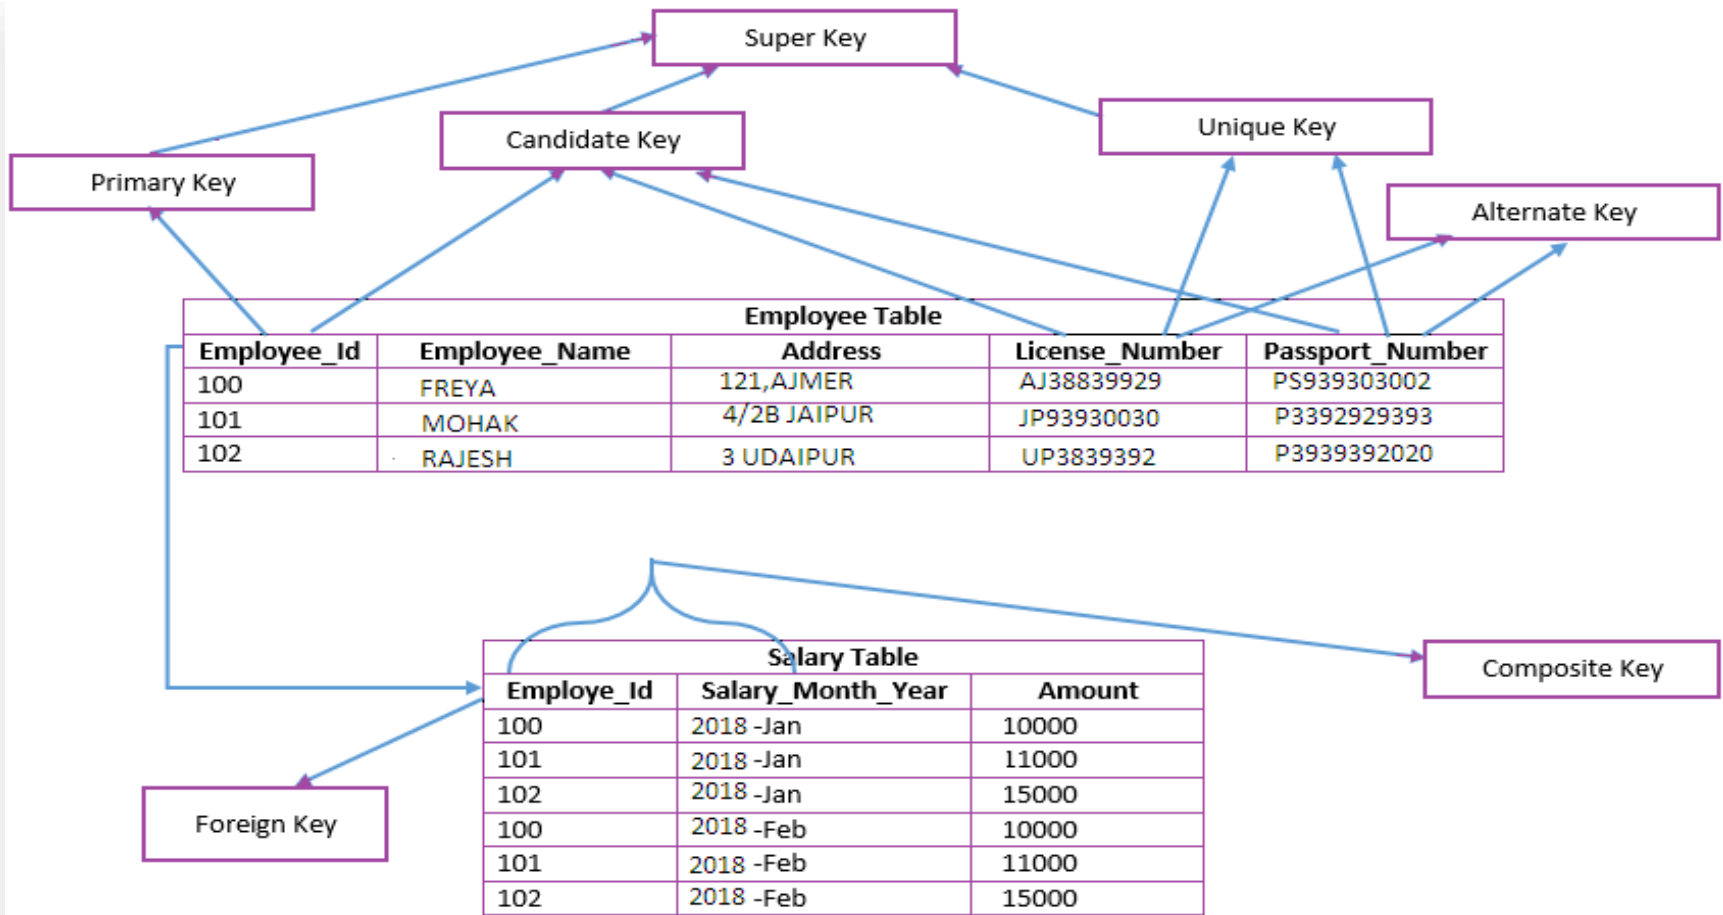 Super Key
Candidate Key
Unique Key
Primary Key
Alternate Key
Employee Table
Employee_Id Employee_Name Address License_Number Passport_Number
100 FREYA 121,AJMER AJ38839929 PS939303002
101 MOHAK 4/2B JAIPUR JP93930030 P3392929393
102 RAJESH 3 UDAIPUR UP3839392 P3939392020
Salary Table
Composite Key
Employe_Id Salary_Month_Year Amount
100 2018 -Jan 10000
101 2018 -Jan 11000
102 2018 -Jan 15000
Foreign Key
100 2018 -Feb 10000
101 2018 -Feb 11000
102 2018 -Feb 15000